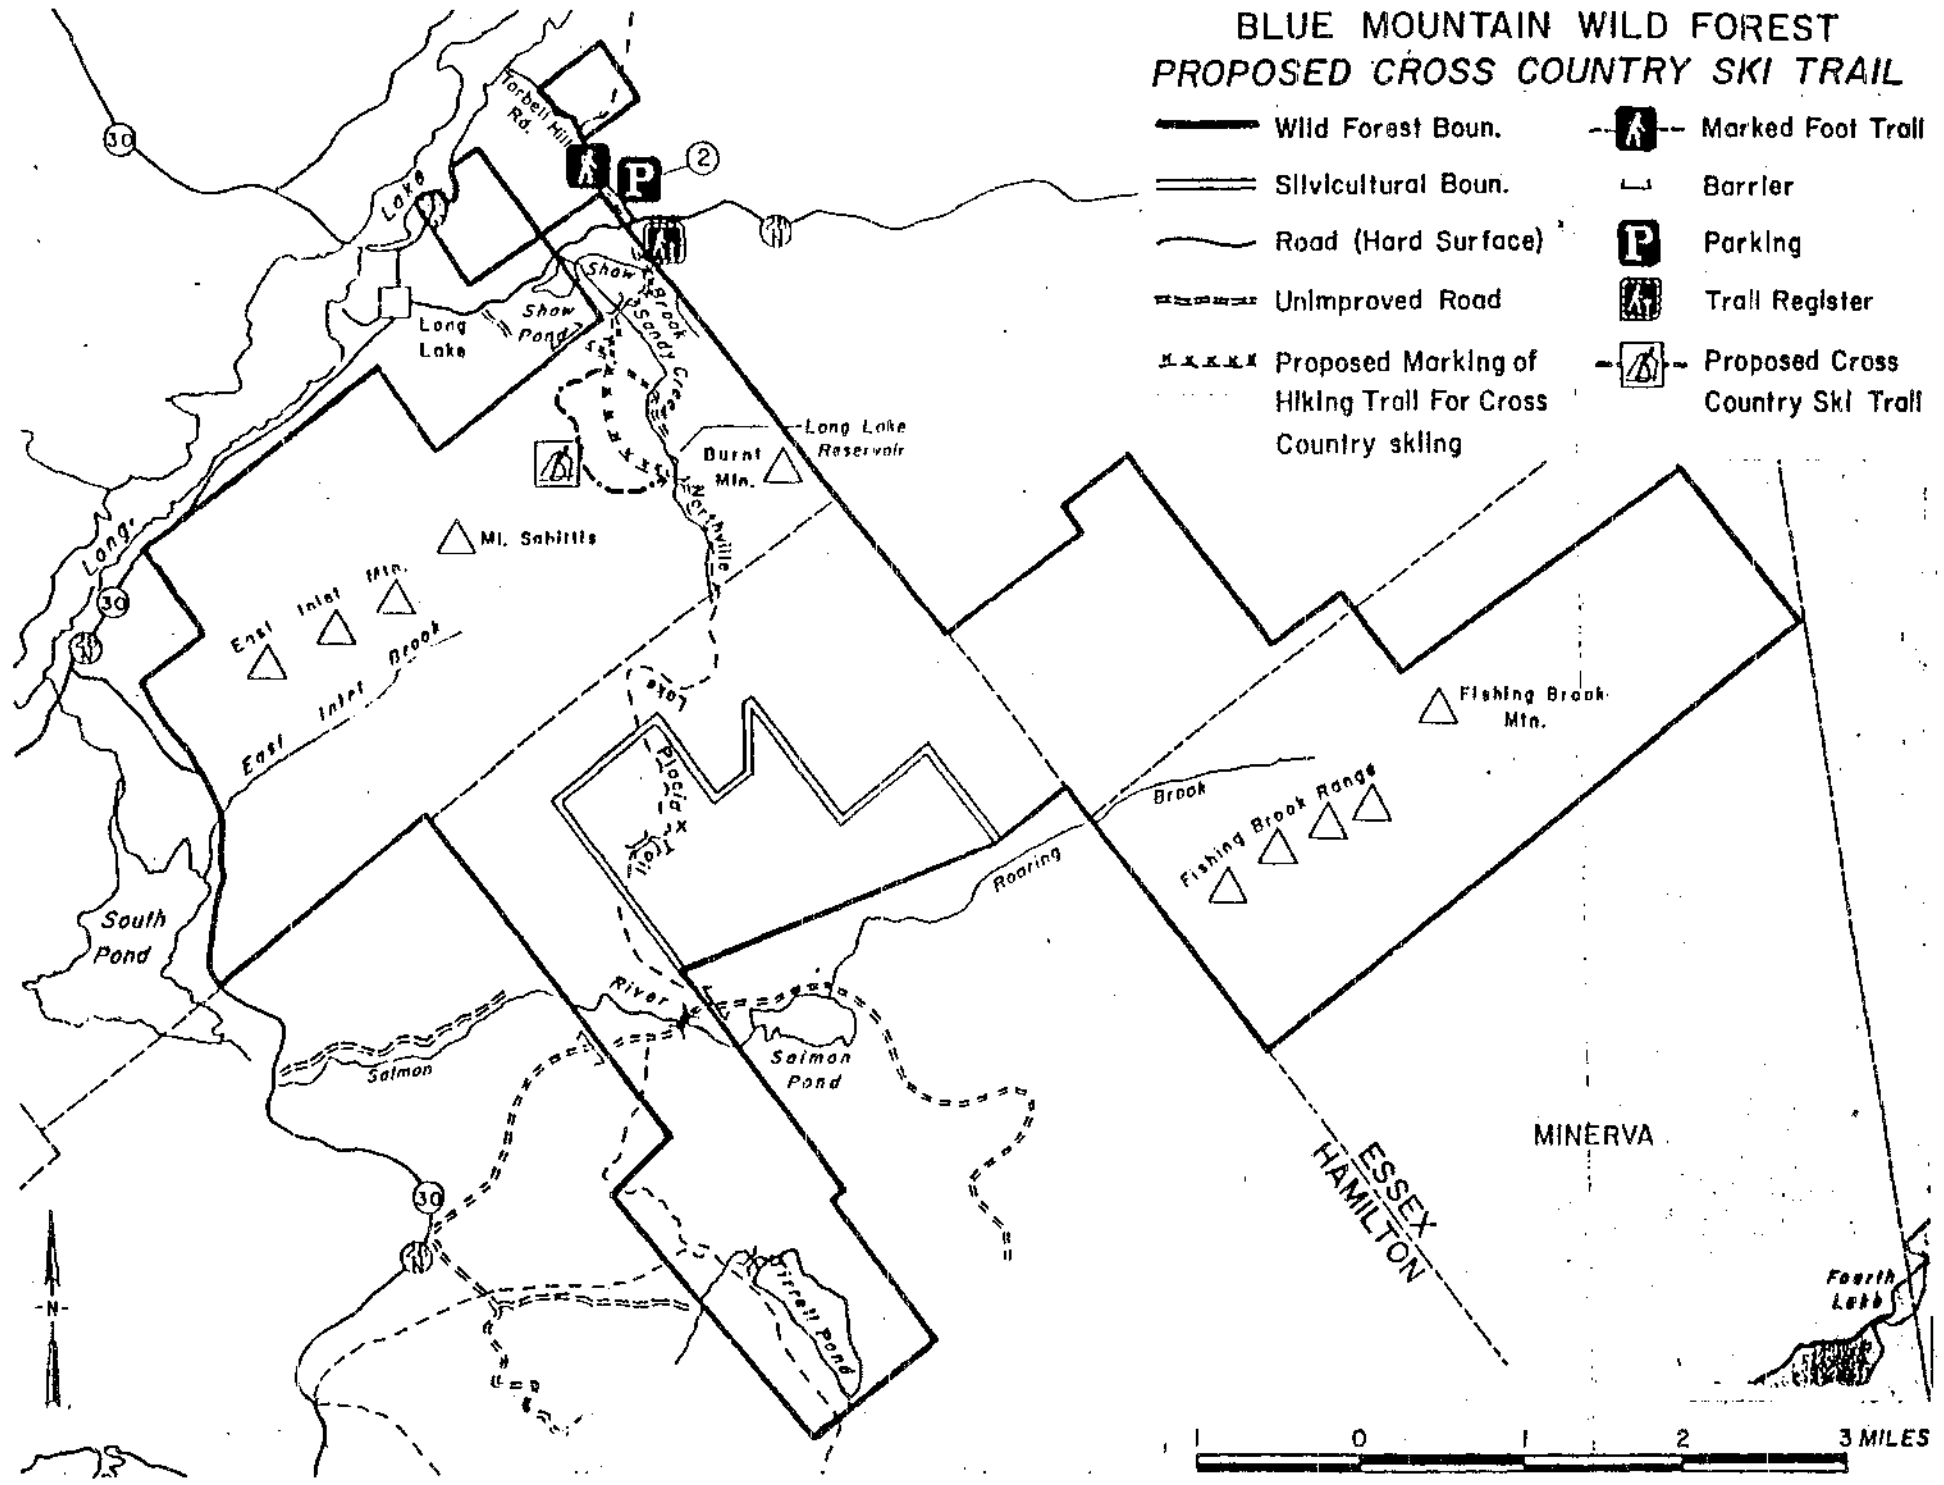 BLUE MOUNTAIN WILD FOREST
PROPOSED CROSS COUNTRY SKI TRAIL
Wild Forest Boun.
Silvicultural Boun.
Road (Hard Surface)
Unimproved Road
Proposed Marking of
Hiking Trail For Cross
Country skiing
Marked Foot Trail
Barrier
P Parking
Trail Register
Proposed Cross
Country Ski Trail
Tarbell Hill
Rd.
30
P
2
Lake
Long
Lake
Shaw
Pond
Shaw
Brook
Sandy Creek
Long Lake
Reservoir
Burnt
Mtn.
Northville
Mt. Sabittis
Long
30
East Inlet Mtn.
East Inlet Brook
Lake
Placid
Trail
Fishing Brook
Mtn.
Fishing Brook Range
Roaring
Brook
South
Pond
River
Salmon
Salmon
Pond
30
MINERVA
ESSEX
HAMILTON
Tirrell Pond
Fourth
Lake
N
1 0 1 2 3 MILES